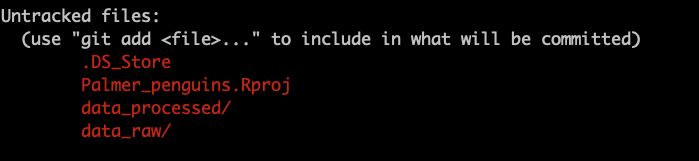 Untracked files:
(use "git add <file>..." to include in what will be committed)
.DS_Store
Palmer_penguins.Rproj
data_processed/
data_raw/